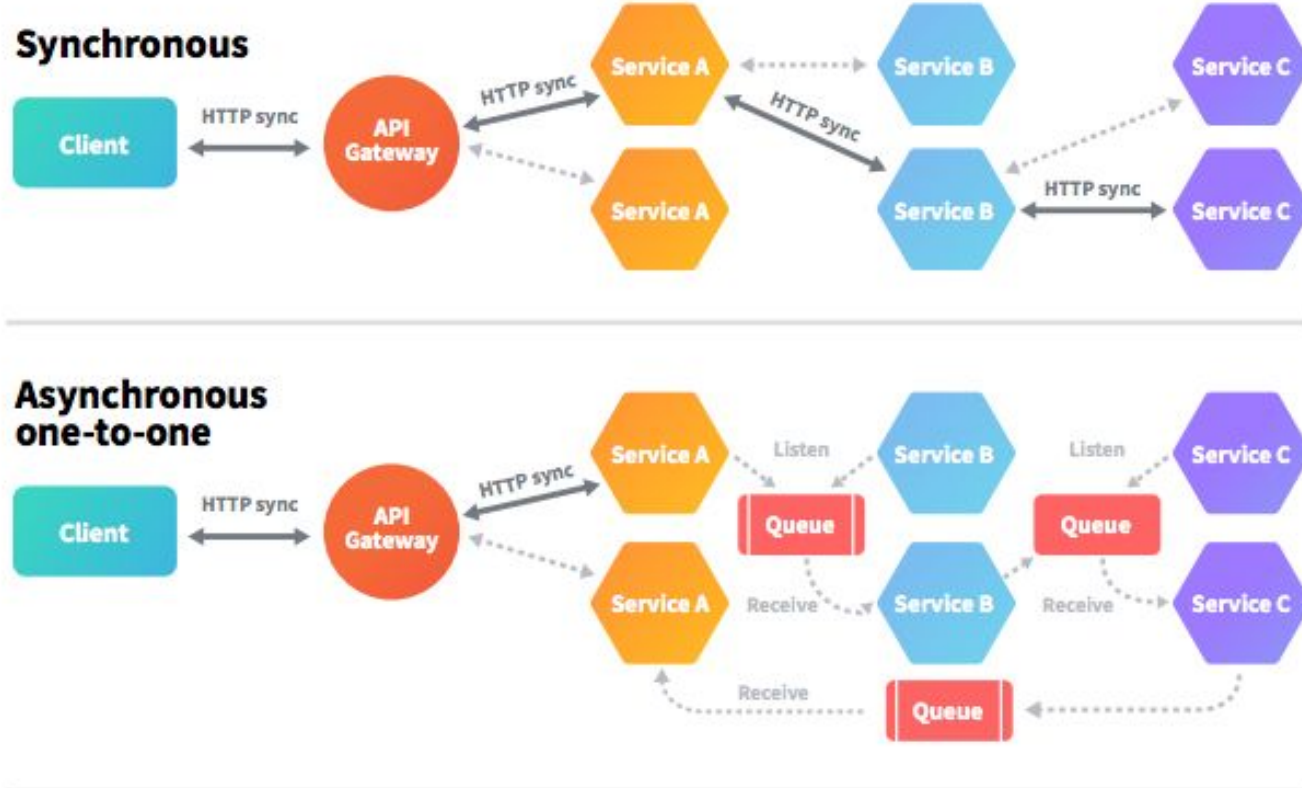 Synchronous
Client
HTTP sync
API
Gateway
HTTP sync
Service A
Service A
HTTP sync
Service B
Service B
HTTP sync
Service C
Service C
Asynchronous
one-to-one
Client
HTTP sync
API
Gateway
HTTP sync
Service A
Service A
Listen
Queue
Receive
Service B
Service B
Listen
Queue
Receive
Service C
Service C
Receive
Queue